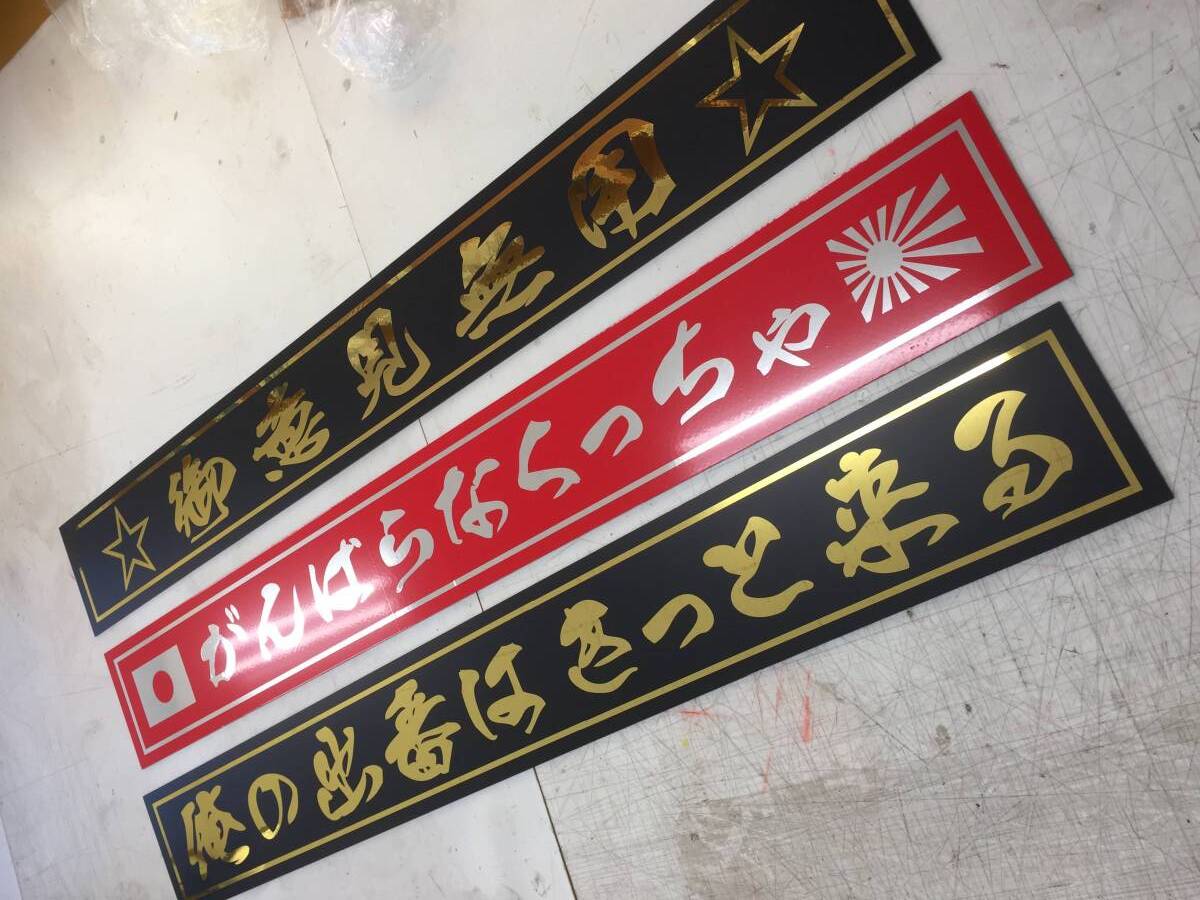 御意見無用
がんばらなくっちゃ
俺の出番はきっと来る